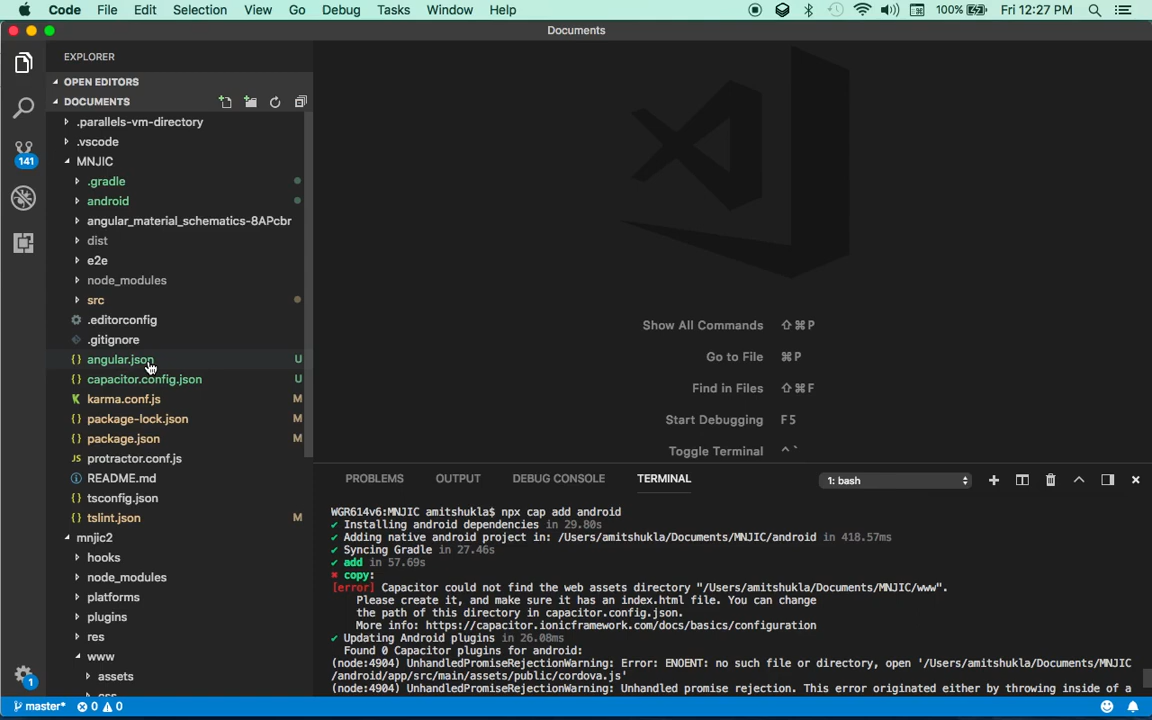 Code File Edit Selection View Go Debug Tasks Window Help 100% Fri 12:27 PM
Documents
EXPLORER
OPEN EDITORS
DOCUMENTS
.parallels-vm-directory
.vscode
141
MNJIC
.gradle
android
angular_material_schematics-8APcbr
dist
e2e
node_modules
src
.editorconfig
.gitignore
{} angular.json U
{} capacitor.config.json U
karma.conf.js M
{} package-lock.json M
{} package.json M
JS protractor.conf.js
README.md
{} tsconfig.json
{} tslint.json M
mnjic2
hooks
node_modules
platforms
plugins
res
www
assets
css
1
Show All Commands ⇧⌘P
Go to File ⌘P
Find in Files ⇧⌘F
Start Debugging F5
Toggle Terminal ^`
PROBLEMS OUTPUT DEBUG CONSOLE TERMINAL 1: bash
WGR614v6:MNJIC amitshukla$ npx cap add android
✔ Installing android dependencies in 29.80s
✔ Adding native android project in: /Users/amitshukla/Documents/MNJIC/android in 418.57ms
✔ Syncing Gradle in 27.46s
✔ add in 57.69s
✖ copy:
[error] Capacitor could not find the web assets directory "/Users/amitshukla/Documents/MNJIC/www".
Please create it, and make sure it has an index.html file. You can change
the path of this directory in capacitor.config.json.
More info: https://capacitor.ionicframework.com/docs/basics/configuration
✔ Updating Android plugins in 26.08ms
Found 0 Capacitor plugins for android:
(node:4904) UnhandledPromiseRejectionWarning: Error: ENOENT: no such file or directory, open '/Users/amitshukla/Documents/MNJIC
/android/app/src/main/assets/public/cordova.js'
(node:4904) UnhandledPromiseRejectionWarning: Unhandled promise rejection. This error originated either by throwing inside of a
master* 0 0